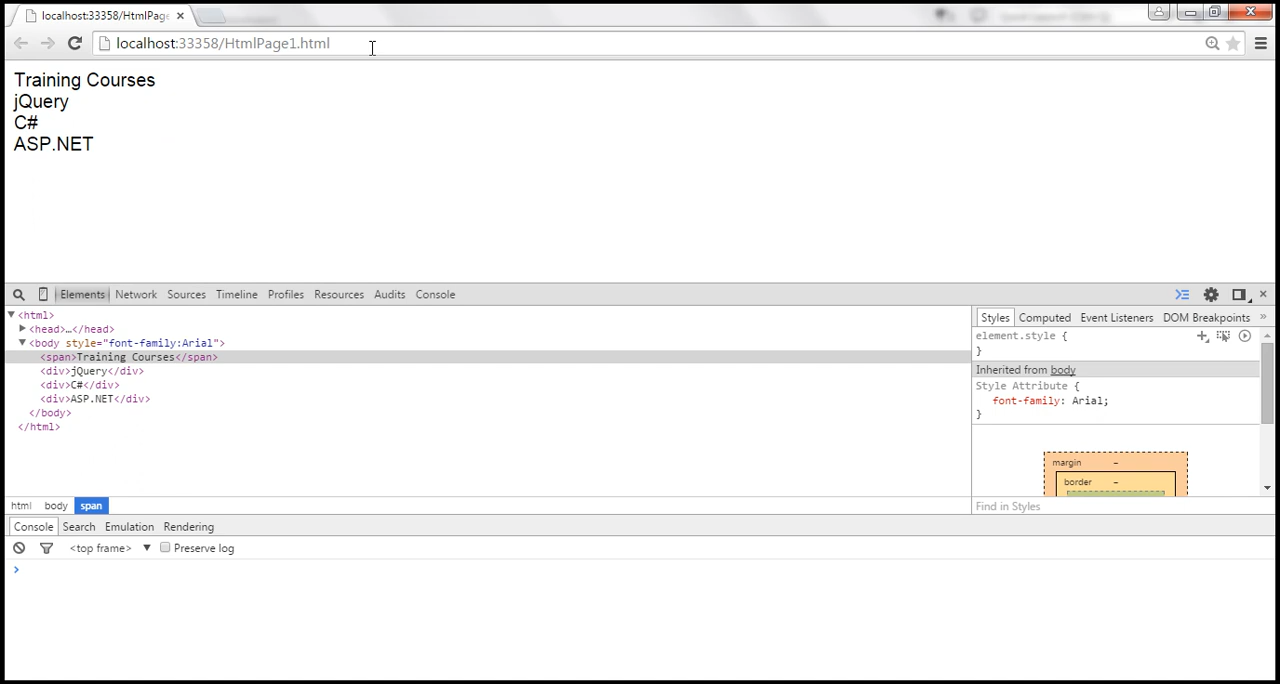 localhost:33358/HtmlPage
localhost:33358/HtmlPage1.html
Training Courses
jQuery
C#
ASP.NET
Elements Network Sources Timeline Profiles Resources Audits Console
<html>
<head>…</head>
<body style="font-family:Arial">
<span>Training Courses</span>
<div>jQuery</div>
<div>C#</div>
<div>ASP.NET</div>
</body>
</html>
Styles Computed Event Listeners DOM Breakpoints »
element.style {
}
Inherited from body
Style Attribute {
font-family: Arial;
}
margin -
border -
html body span
Find in Styles
Console Search Emulation Rendering
<top frame> ▼ Preserve log
>